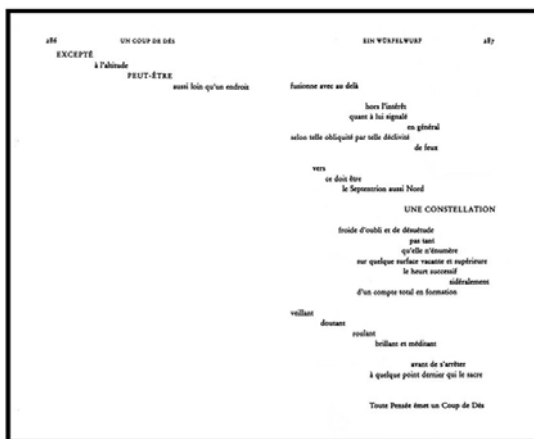 286 UN COUP DE DÉS
EXCEPTÉ
à l'altitude
PEUT-ÊTRE
aussi loin qu'un endroit
EIN WÜRFELWURF 287
fusionne avec au delà
hors l'intérêt
quant à lui signalé
en général
selon telle obliquité par telle déclivité
de feux
vers
ce doit être
le Septentrion aussi Nord
UNE CONSTELLATION
froide d'oubli et de désuétude
pas tant
qu'elle n'énumère
sur quelque surface vacante et supérieure
le heurt successif
sidéralement
d'un compte total en formation
veillant
doutant
roulant
brillant et méditant
avant de s'arrêter
à quelque point dernier qui le sacre
Toute Pensée émet un Coup de Dés